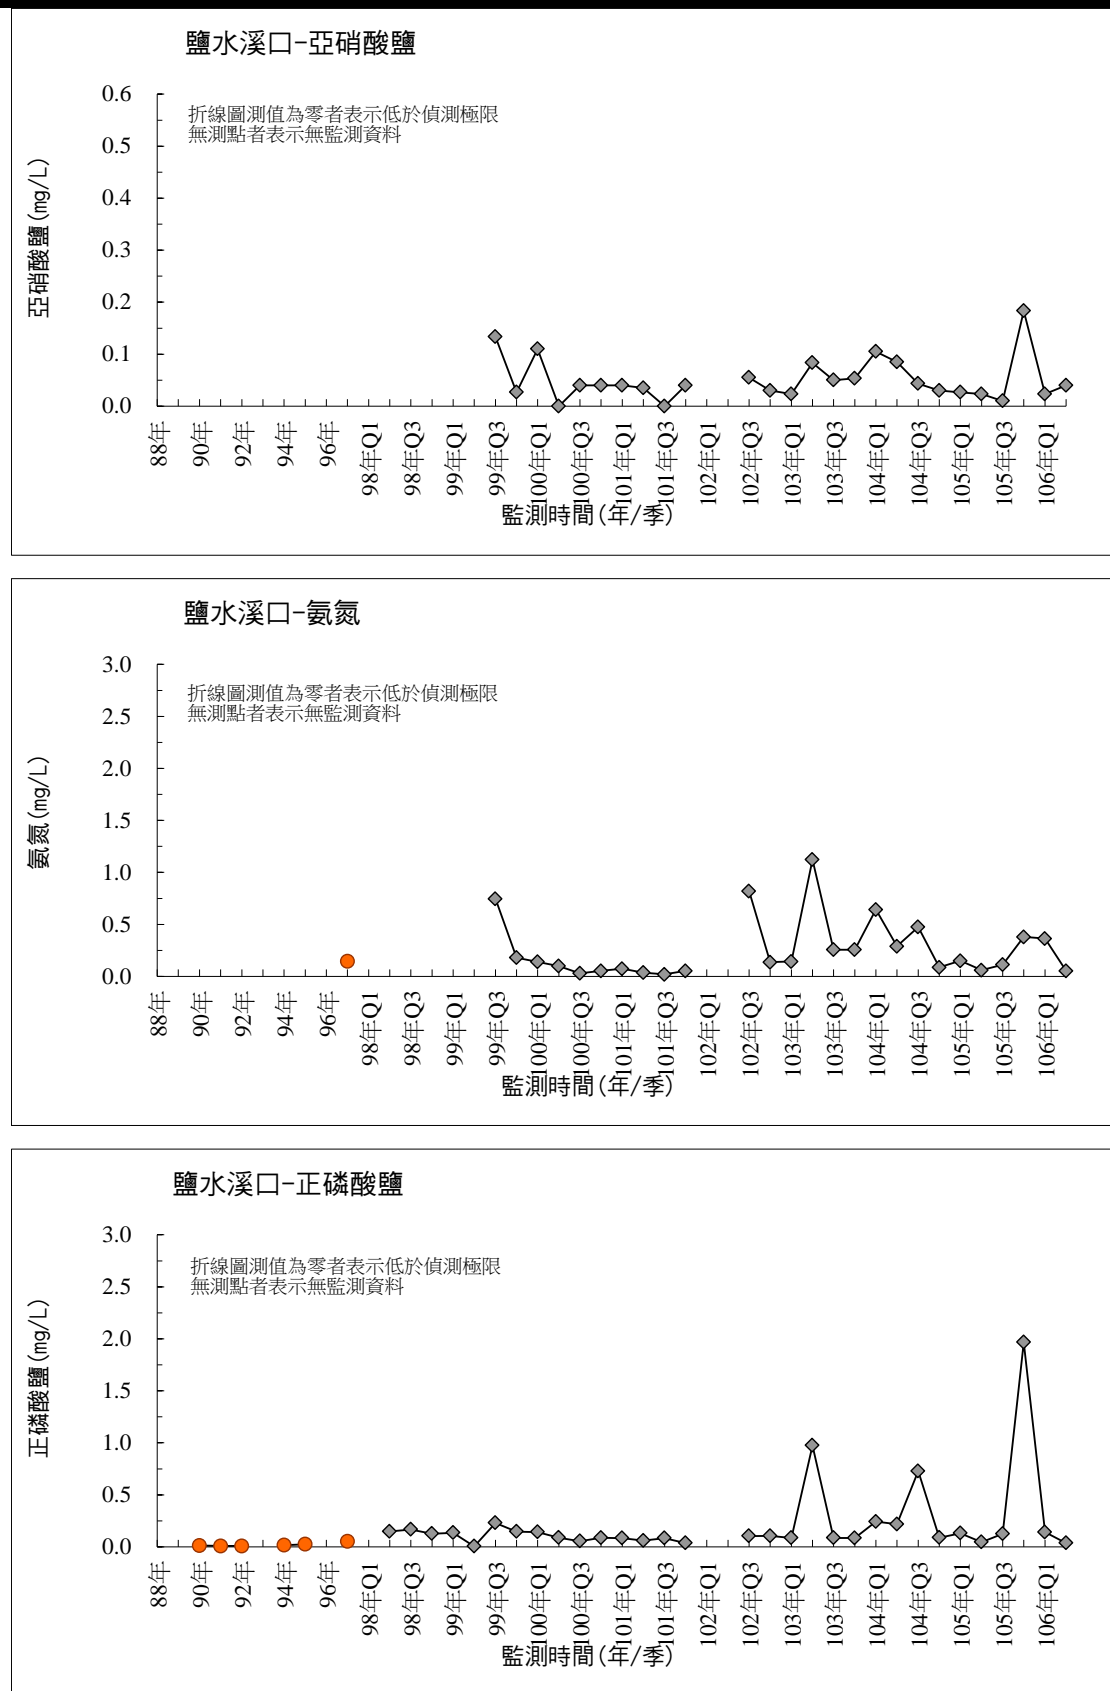 鹽水溪口-亞硝酸鹽
折線圖測值為零者表示低於偵測極限
無測點者表示無監測資料
亞硝酸鹽(mg/L)
0.6
0.5
0.4
0.3
0.2
0.1
0.0
88年
90年
92年
94年
96年
98年Q1
98年Q3
99年Q1
99年Q3
100年Q1
100年Q3
101年Q1
101年Q3
102年Q1
102年Q3
103年Q1
103年Q3
104年Q1
104年Q3
105年Q1
105年Q3
106年Q1
監測時間(年/季)
鹽水溪口-氨氮
折線圖測值為零者表示低於偵測極限
無測點者表示無監測資料
氨氮(mg/L)
3.0
2.5
2.0
1.5
1.0
0.5
0.0
88年
90年
92年
94年
96年
98年Q1
98年Q3
99年Q1
99年Q3
100年Q1
100年Q3
101年Q1
101年Q3
102年Q1
102年Q3
103年Q1
103年Q3
104年Q1
104年Q3
105年Q1
105年Q3
106年Q1
監測時間(年/季)
鹽水溪口-正磷酸鹽
折線圖測值為零者表示低於偵測極限
無測點者表示無監測資料
正磷酸鹽(mg/L)
3.0
2.5
2.0
1.5
1.0
0.5
0.0
88年
90年
92年
94年
96年
98年Q1
98年Q3
99年Q1
99年Q3
100年Q1
100年Q3
101年Q1
101年Q3
102年Q1
102年Q3
103年Q1
103年Q3
104年Q1
104年Q3
105年Q1
105年Q3
106年Q1
監測時間(年/季)